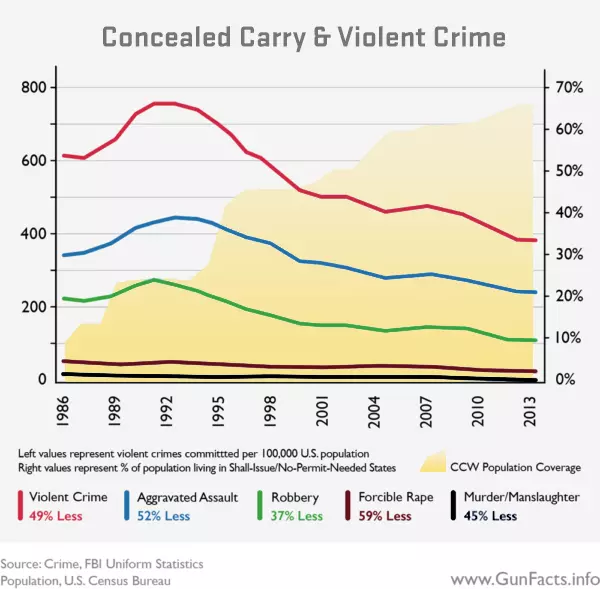 Concealed Carry & Violent Crime
800
600
400
200
0
70%
60%
50%
40%
30%
20%
10%
0%
1986
1989
1992
1995
1998
2001
2004
2007
2010
2013
Left values represent violent crimes committted per 100,000 U.S. population
Right values represent % of population living in Shall-Issue/No-Permit-Needed States
CCW Population Coverage
Violent Crime
49% Less
Aggravated Assault
52% Less
Robbery
37% Less
Forcible Rape
59% Less
Murder/Manslaughter
45% Less
Source: Crime, FBI Uniform Statistics
Population, U.S. Census Bureau
www.GunFacts.info